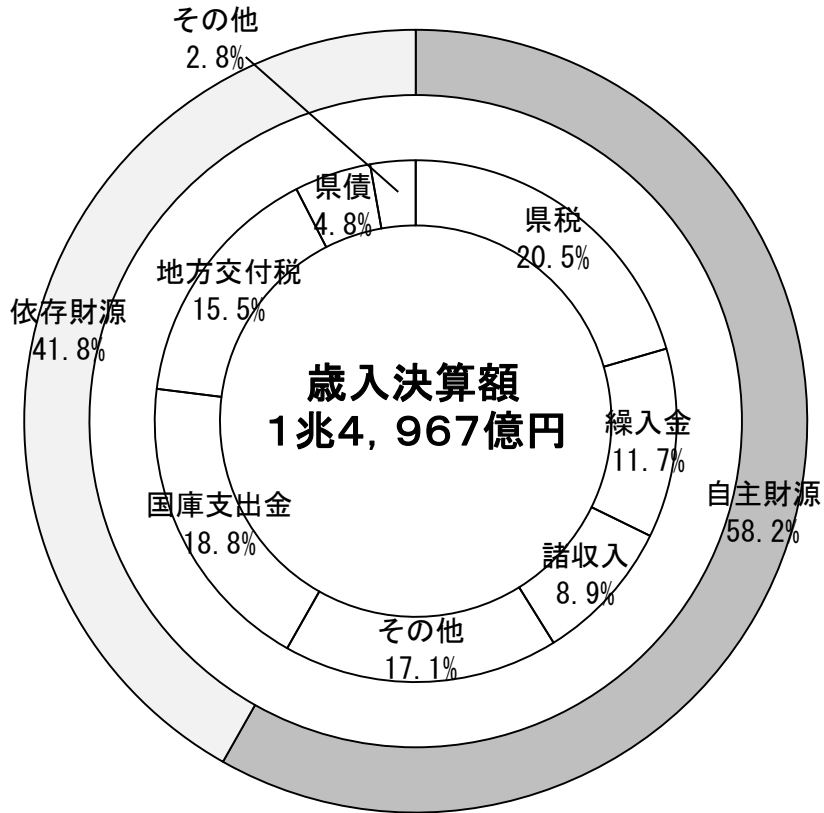 その他
2.8%
県債
4.8%
県税
20.5%
地方交付税
15.5%
依存財源
41.8%
歳入決算額
1兆4，967億円
繰入金
11.7%
自主財源
58.2%
国庫支出金
18.8%
諸収入
8.9%
その他
17.1%